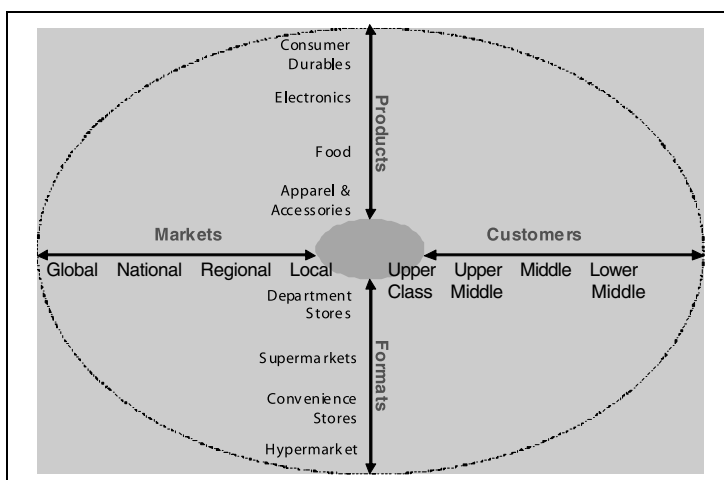 Consumer
Durables
Electronics
Products
Food
Apparel &
Accessories
Markets
Customers
Global National Regional Local
Upper
Class
Upper
Middle
Middle
Lower
Middle
Department
Stores
Supermarkets
Formats
Convenience
Stores
Hypermarket